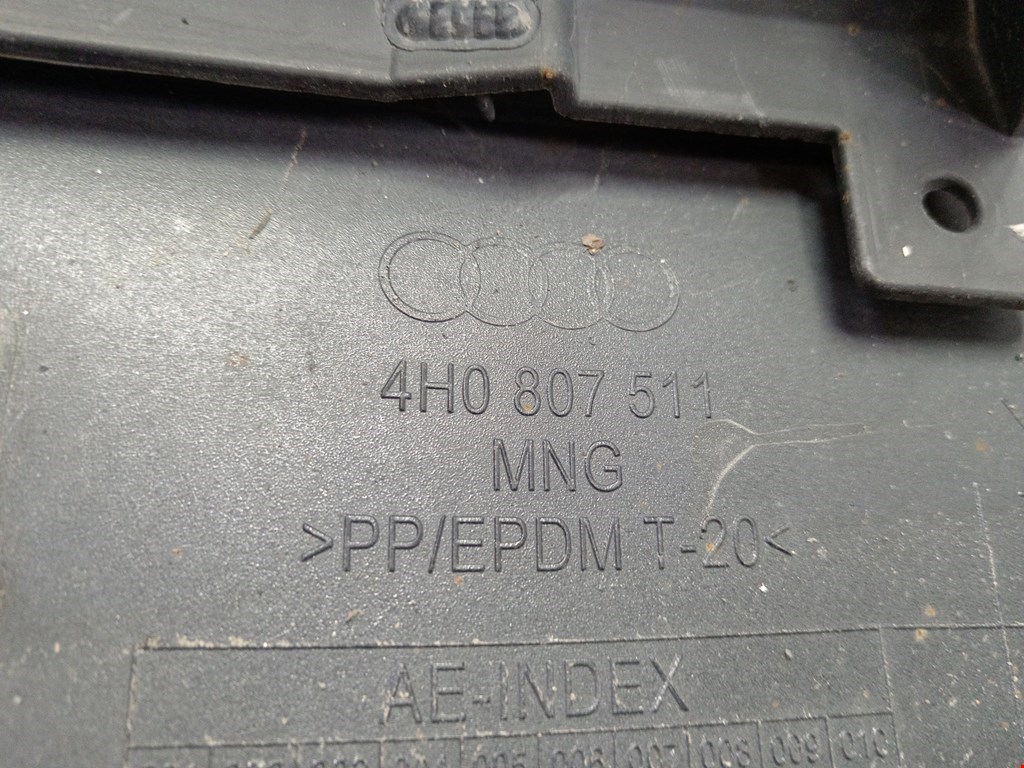 4H0 807 511
MNG
>PP/EPDM T-20<
AE-INDEX
005 006 007 008 009 010